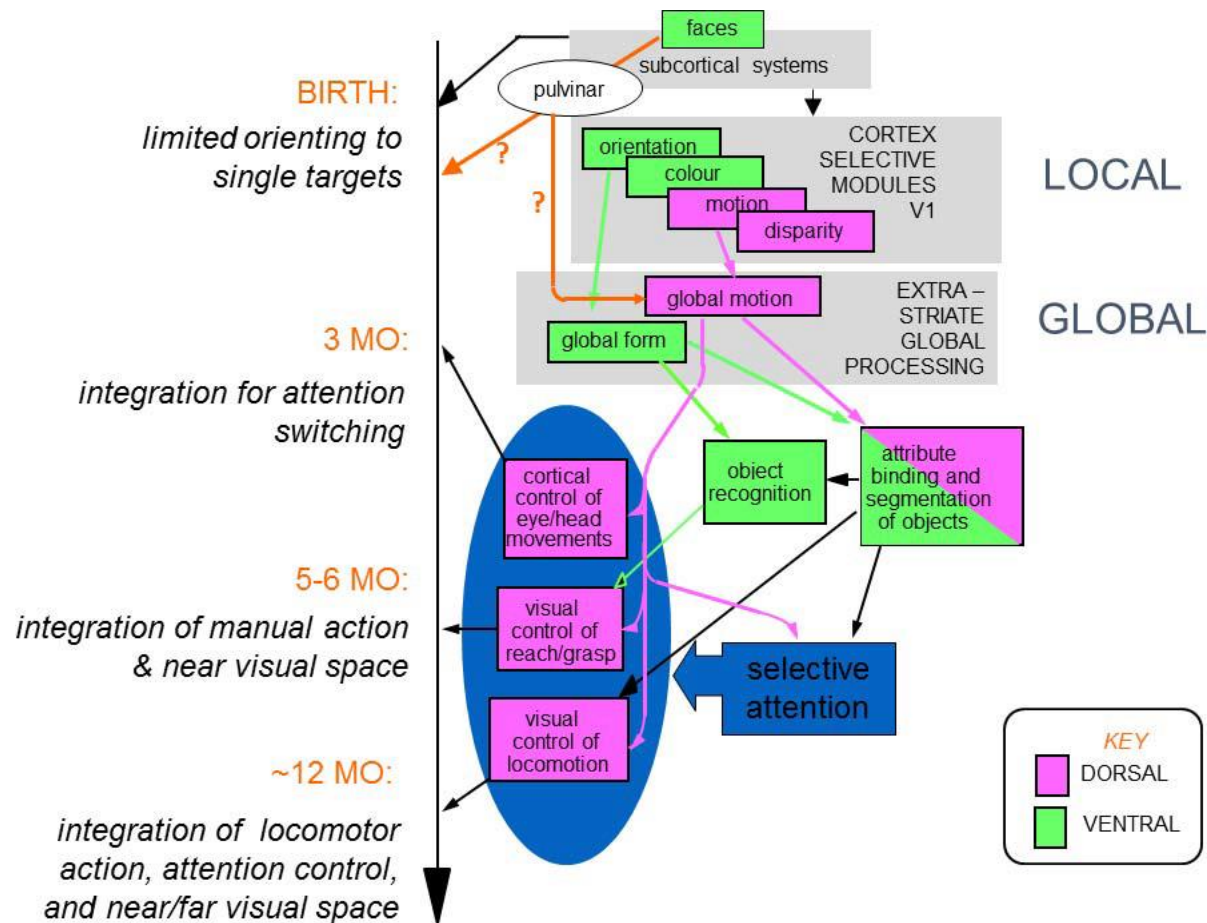 faces
subcortical systems
pulvinar
BIRTH:
limited orienting to
single targets
?
?
orientation
colour
motion
disparity
CORTEX
SELECTIVE
MODULES
V1
LOCAL
global motion
global form
EXTRA –
STRIATE
GLOBAL
PROCESSING
GLOBAL
3 MO:
integration for attention
switching
cortical
control of
eye/head
movements
object
recognition
attribute
binding and
segmentation
of objects
5-6 MO:
integration of manual action
& near visual space
visual
control of
reach/grasp
selective
attention
visual
control of
locomotion
~12 MO:
integration of locomotor
action, attention control,
and near/far visual space
KEY
DORSAL
VENTRAL